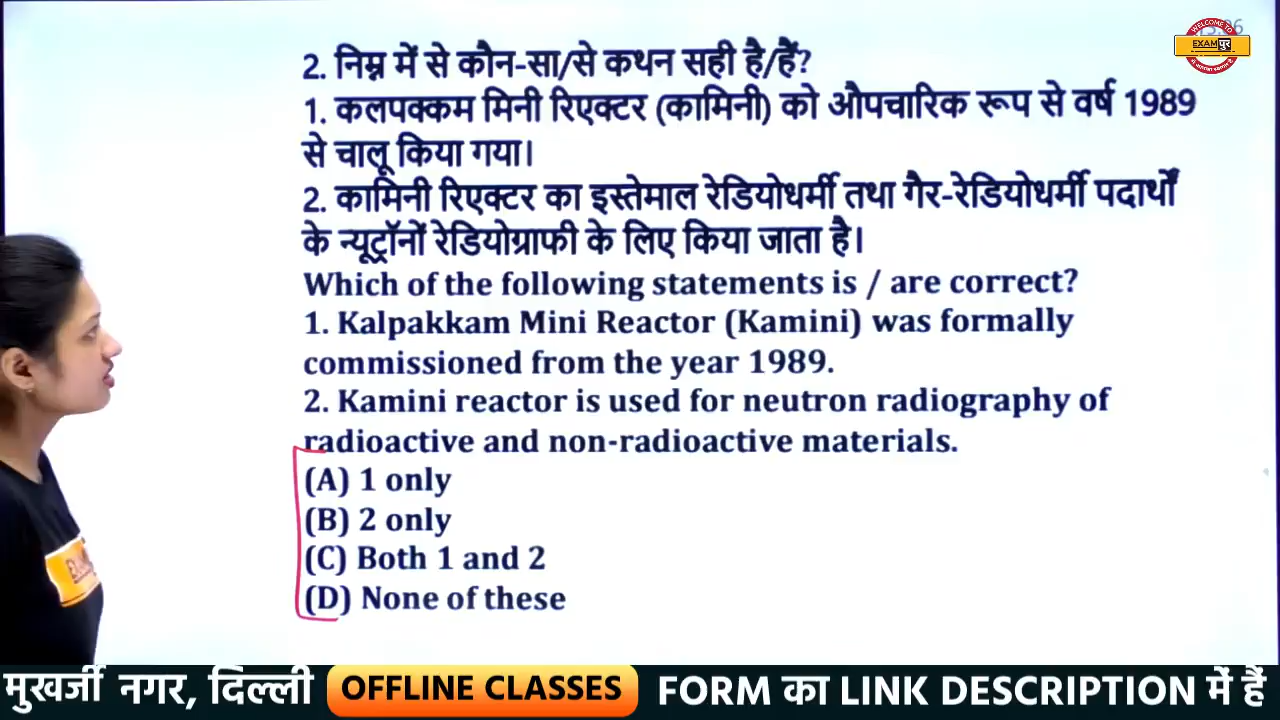 WELCOME TO
EXAMपुर
2. निम्न में से कौन-सा/से कथन सही है/हैं?
1. कलपक्कम मिनी रिएक्टर (कामिनी) को औपचारिक रूप से वर्ष 1989
से चालू किया गया।
2. कामिनी रिएक्टर का इस्तेमाल रेडियोधर्मी तथा गैर-रेडियोधर्मी पदार्थों
के न्यूट्रॉनों रेडियोग्राफी के लिए किया जाता है।
Which of the following statements is / are correct?
1. Kalpakkam Mini Reactor (Kamini) was formally
commissioned from the year 1989.
2. Kamini reactor is used for neutron radiography of
radioactive and non-radioactive materials.
(A) 1 only
(B) 2 only
(C) Both 1 and 2
(D) None of these
मुखर्जी नगर, दिल्ली OFFLINE CLASSES FORM का LINK DESCRIPTION में हैं